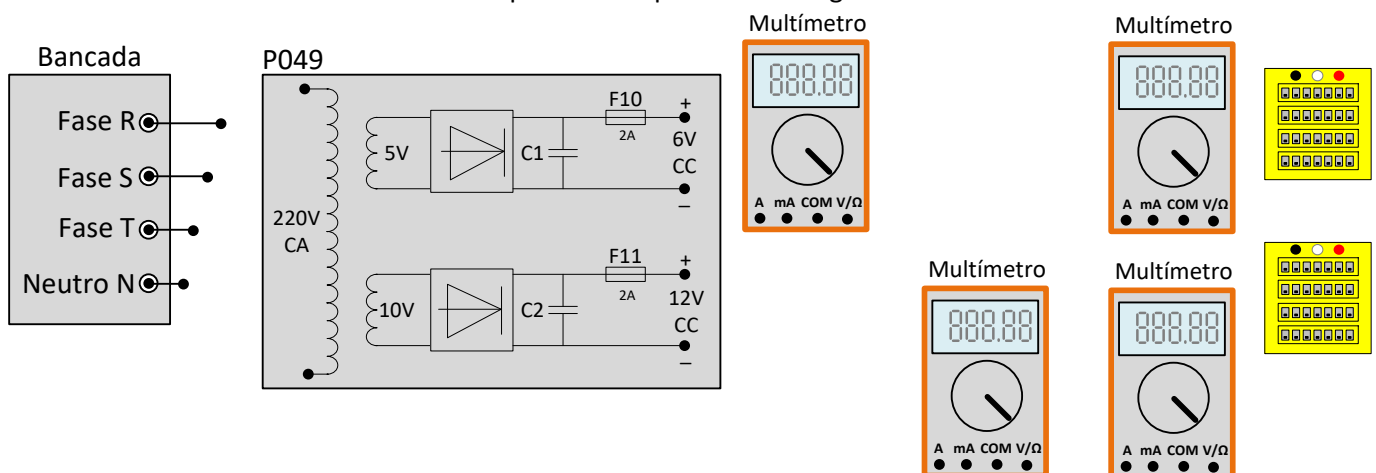 Multímetro
Multímetro
Bancada
P049
888.88
888.88
Fase R
Fase S
Fase T
Neutro N
220V
CA
5V
C1
F10
2A
+
6V
CC
–
10V
C2
F11
2A
+
12V
CC
–
A mA COM V/Ω
A mA COM V/Ω
Multímetro
Multímetro
888.88
888.88
A mA COM V/Ω
A mA COM V/Ω